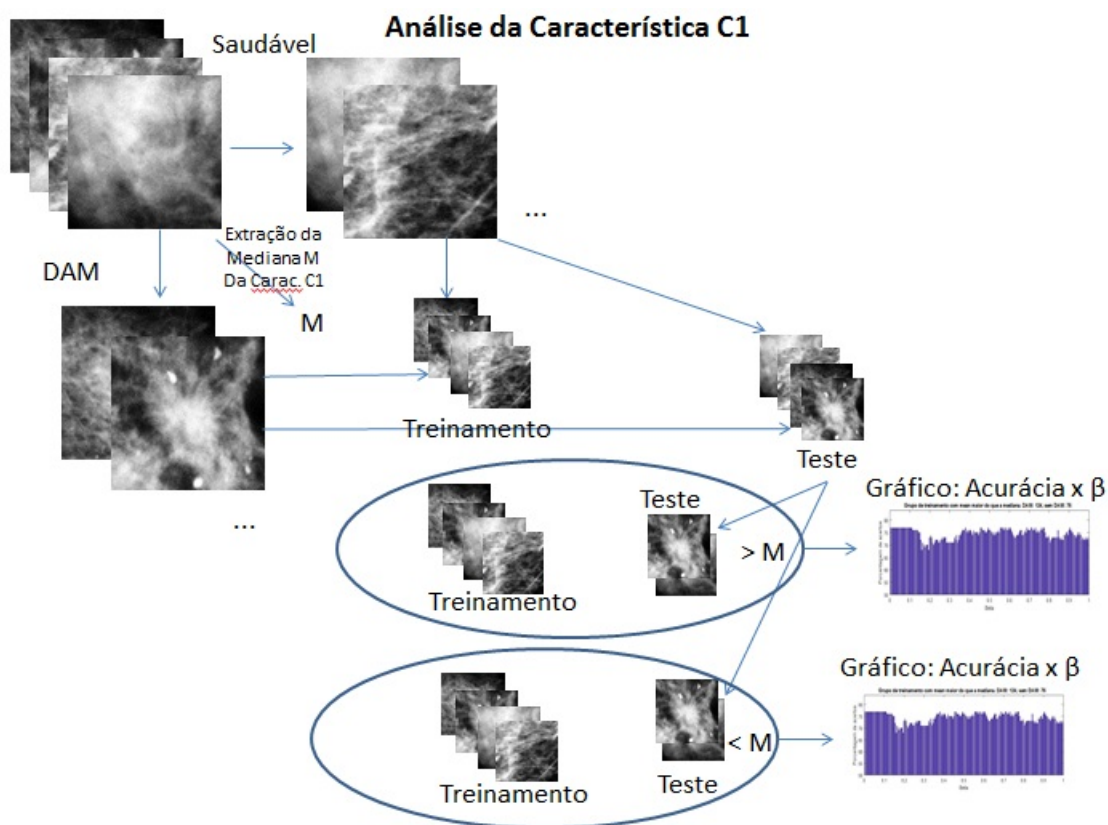 Análise da Característica C1
Saudável
...
Extração da
Mediana M
Da Carac. C1
DAM
M
Treinamento
Teste
...
Gráfico: Acurácia x β
Teste
> M
Treinamento
Gráfico: Acurácia x β
< M
Treinamento
Teste